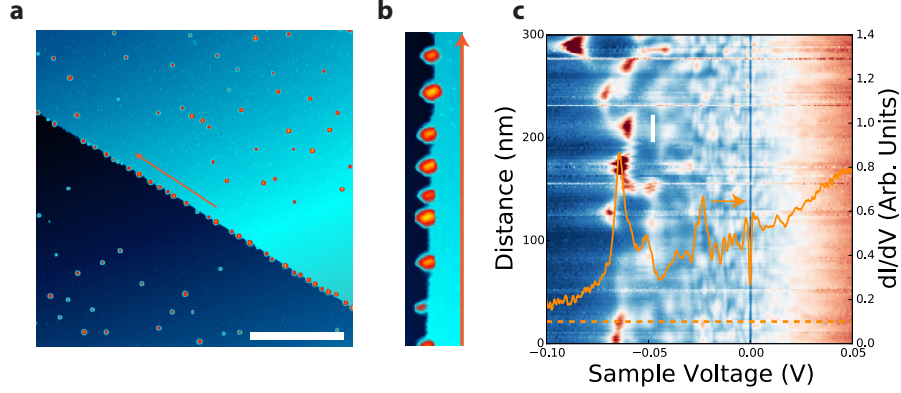 a
b
c
300
200
100
0
Distance (nm)
−0.10
−0.05
0.00
0.05
Sample Voltage (V)
1.4
1.2
1.0
0.8
0.6
0.4
0.2
0.0
dI/dV (Arb. Units)